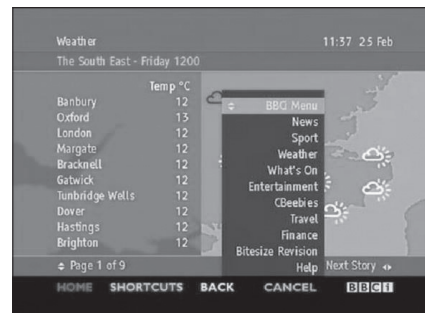 Weather 11:37 25 Feb
The South East - Friday 1200
Temp °C
Banbury 12
Oxford 13
London 12
Margate 12
Bracknell 12
Gatwick 12
Tunbridge Wells 12
Dover 12
Hastings 12
Brighton 12
Page 1 of 9
BBCi Menu
News
Sport
Weather
What's On
Entertainment
CBeebies
Travel
Finance
Bitesize Revision
Help
Next Story
HOME SHORTCUTS BACK CANCEL BBCi